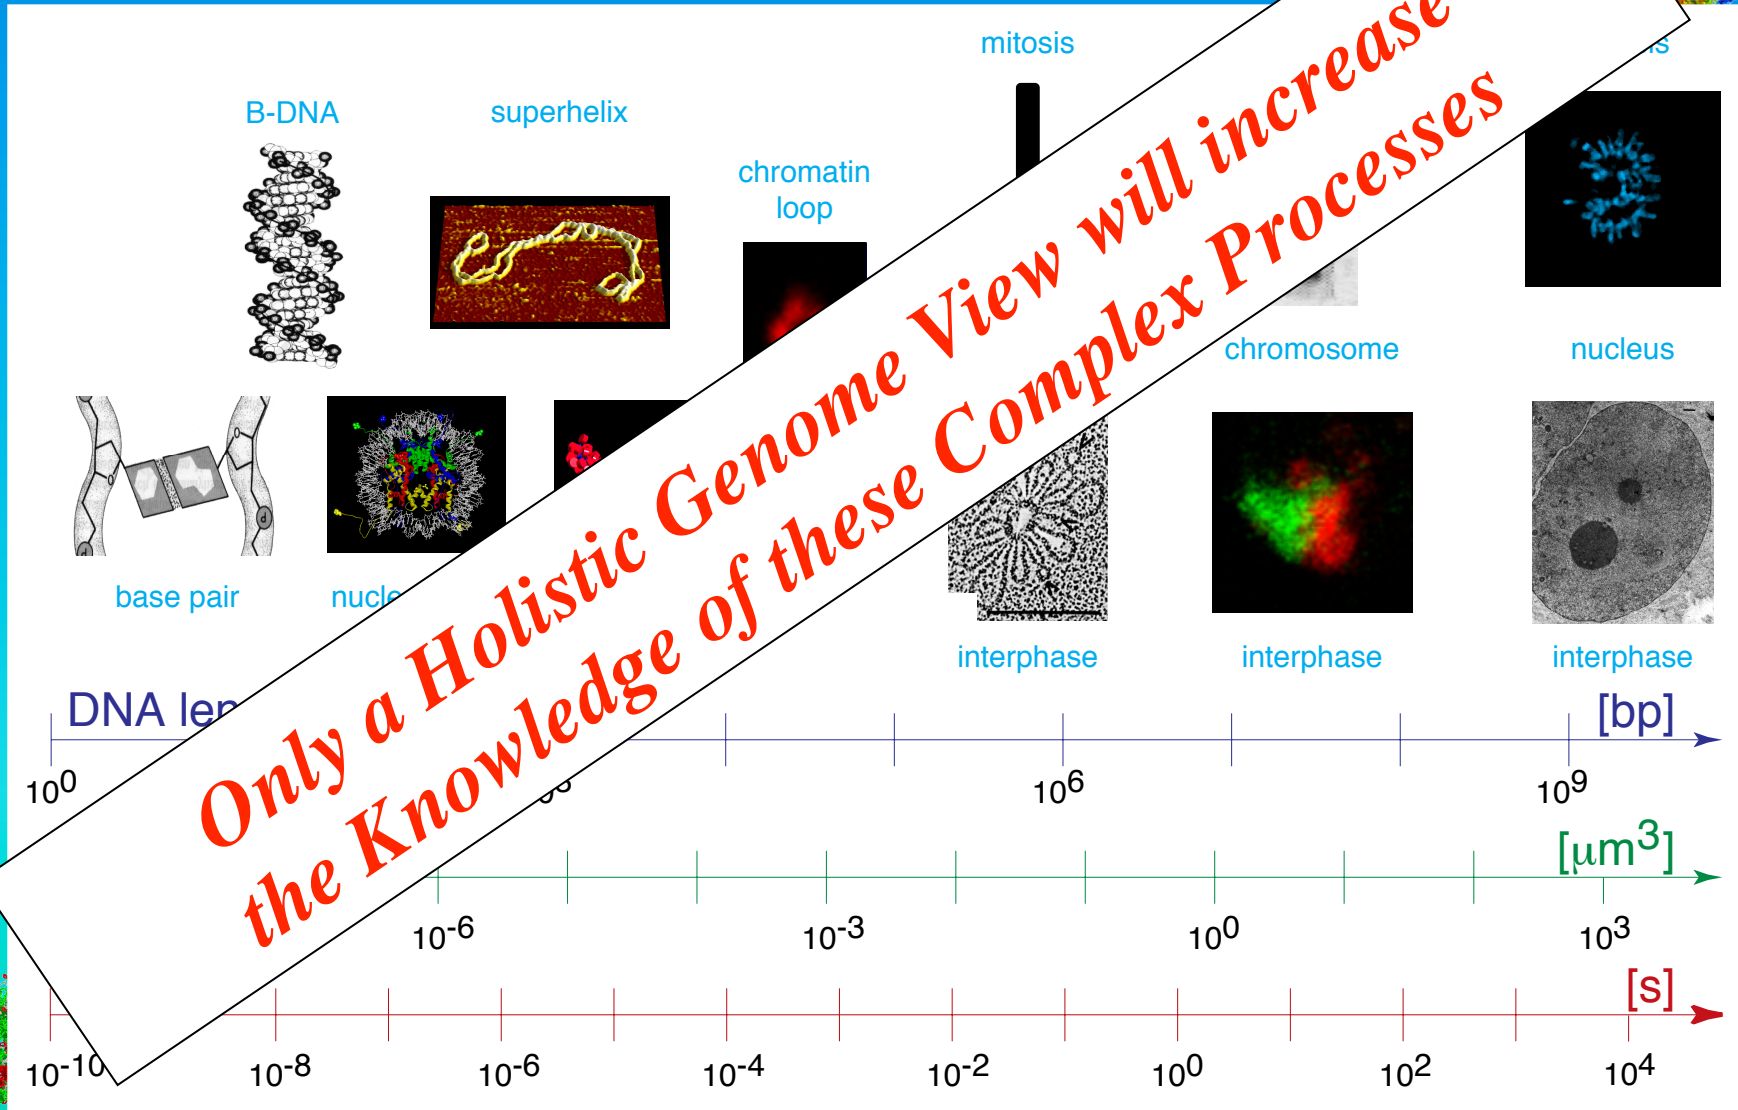 mitosis
B-DNA
superhelix
chromatin
loop
chromosome
nucleus
base pair
interphase
interphase
interphase
Only a Holistic Genome View will increase
the Knowledge of these Complex Processes
DNA
[bp]
10^0
10^6
10^9
[μm^3]
10^-6
10^-3
10^0
10^3
[s]
10^-10
10^-8
10^-6
10^-4
10^-2
10^0
10^2
10^4